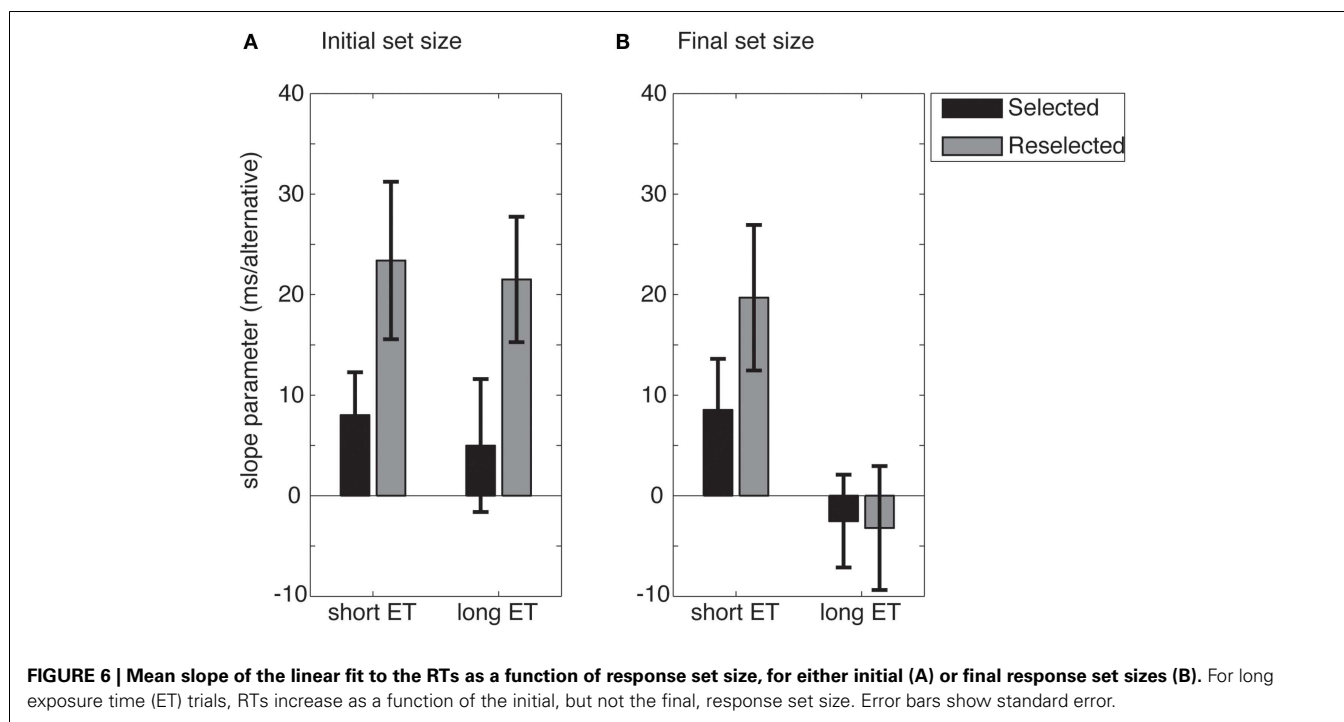 A Initial set size
B Final set size
40
30
20
10
0
-10
slope parameter (ms/alternative)
short ET
long ET
40
30
20
10
0
-10
short ET
long ET
Selected
Reselected
FIGURE 6 | Mean slope of the linear fit to the RTs as a function of response set size, for either initial (A) or final response set sizes (B). For long
exposure time (ET) trials, RTs increase as a function of the initial, but not the final, response set size. Error bars show standard error.